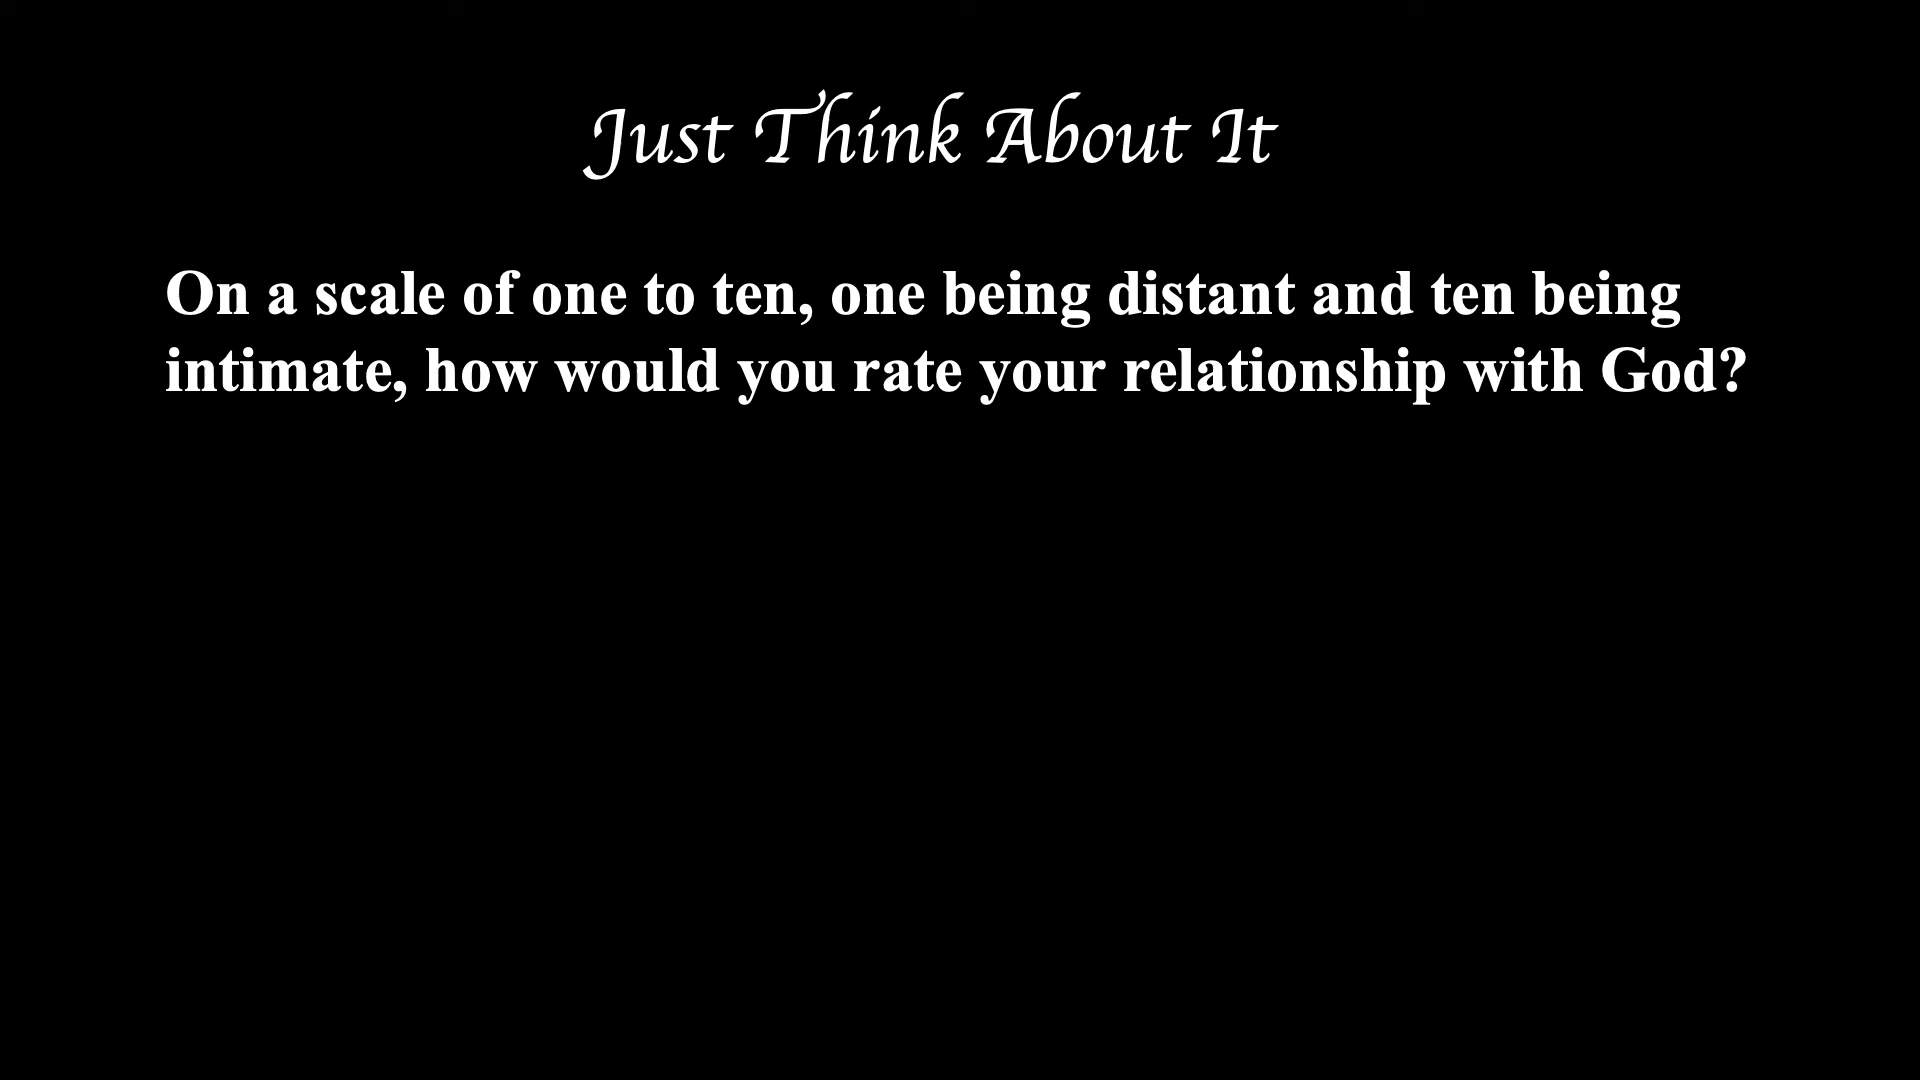 Just Think About It
On a scale of one to ten, one being distant and ten being
intimate, how would you rate your relationship with God?